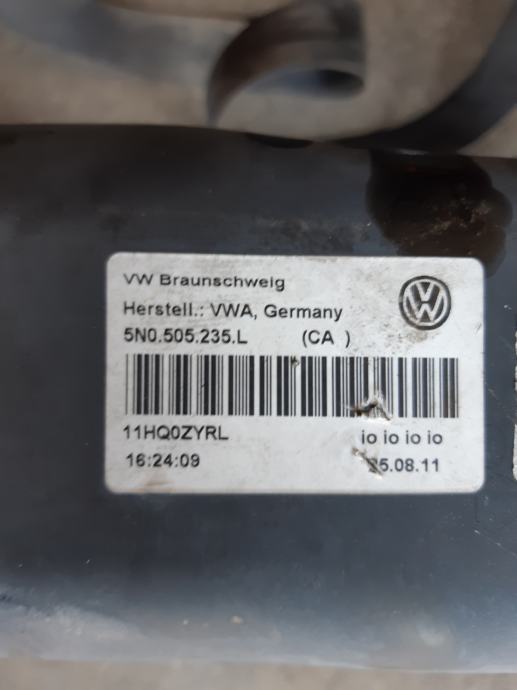 VW Braunschweig
Herstell.: VWA, Germany
5N0.505.235.L (CA )
11HQ0ZYRL io io io io
16:24:09 25.08.11